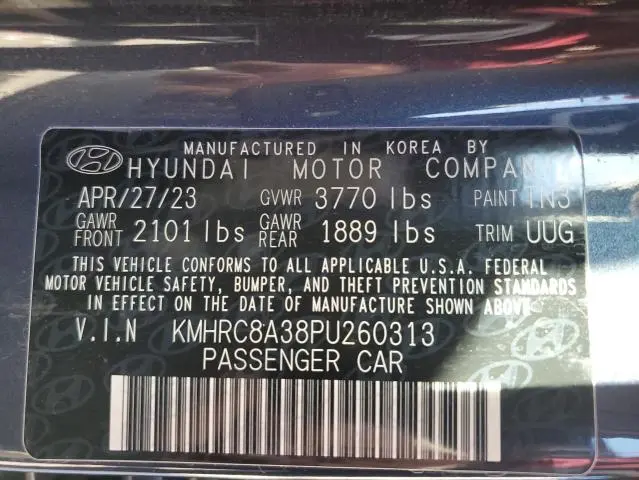 MANUFACTURED IN KOREA BY
HYUNDAI MOTOR COMPANY
APR/27/23 GVWR 3770 lbs PAINT TN3
GAWR FRONT 2101 lbs GAWR REAR 1889 lbs TRIM UUG
THIS VEHICLE CONFORMS TO ALL APPLICABLE U.S.A. FEDERAL
MOTOR VEHICLE SAFETY, BUMPER, AND THEFT PREVENTION STANDARDS
IN EFFECT ON THE DATE OF MANUFACTURE SHOWN ABOVE
V.I.N KMHRC8A38PU260313
PASSENGER CAR